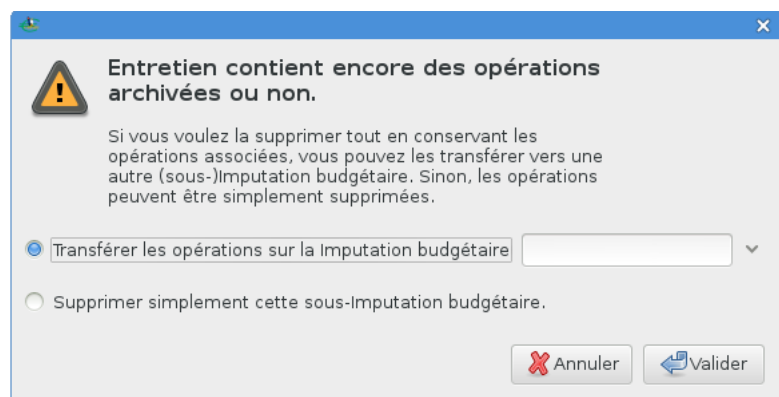 Entretien contient encore des opérations
archivées ou non.
Si vous voulez la supprimer tout en conservant les
opérations associées, vous pouvez les transférer vers une
autre (sous-)Imputation budgétaire. Sinon, les opérations
peuvent être simplement supprimées.
Transférer les opérations sur la Imputation budgétaire
Supprimer simplement cette sous-Imputation budgétaire.
Annuler Valider